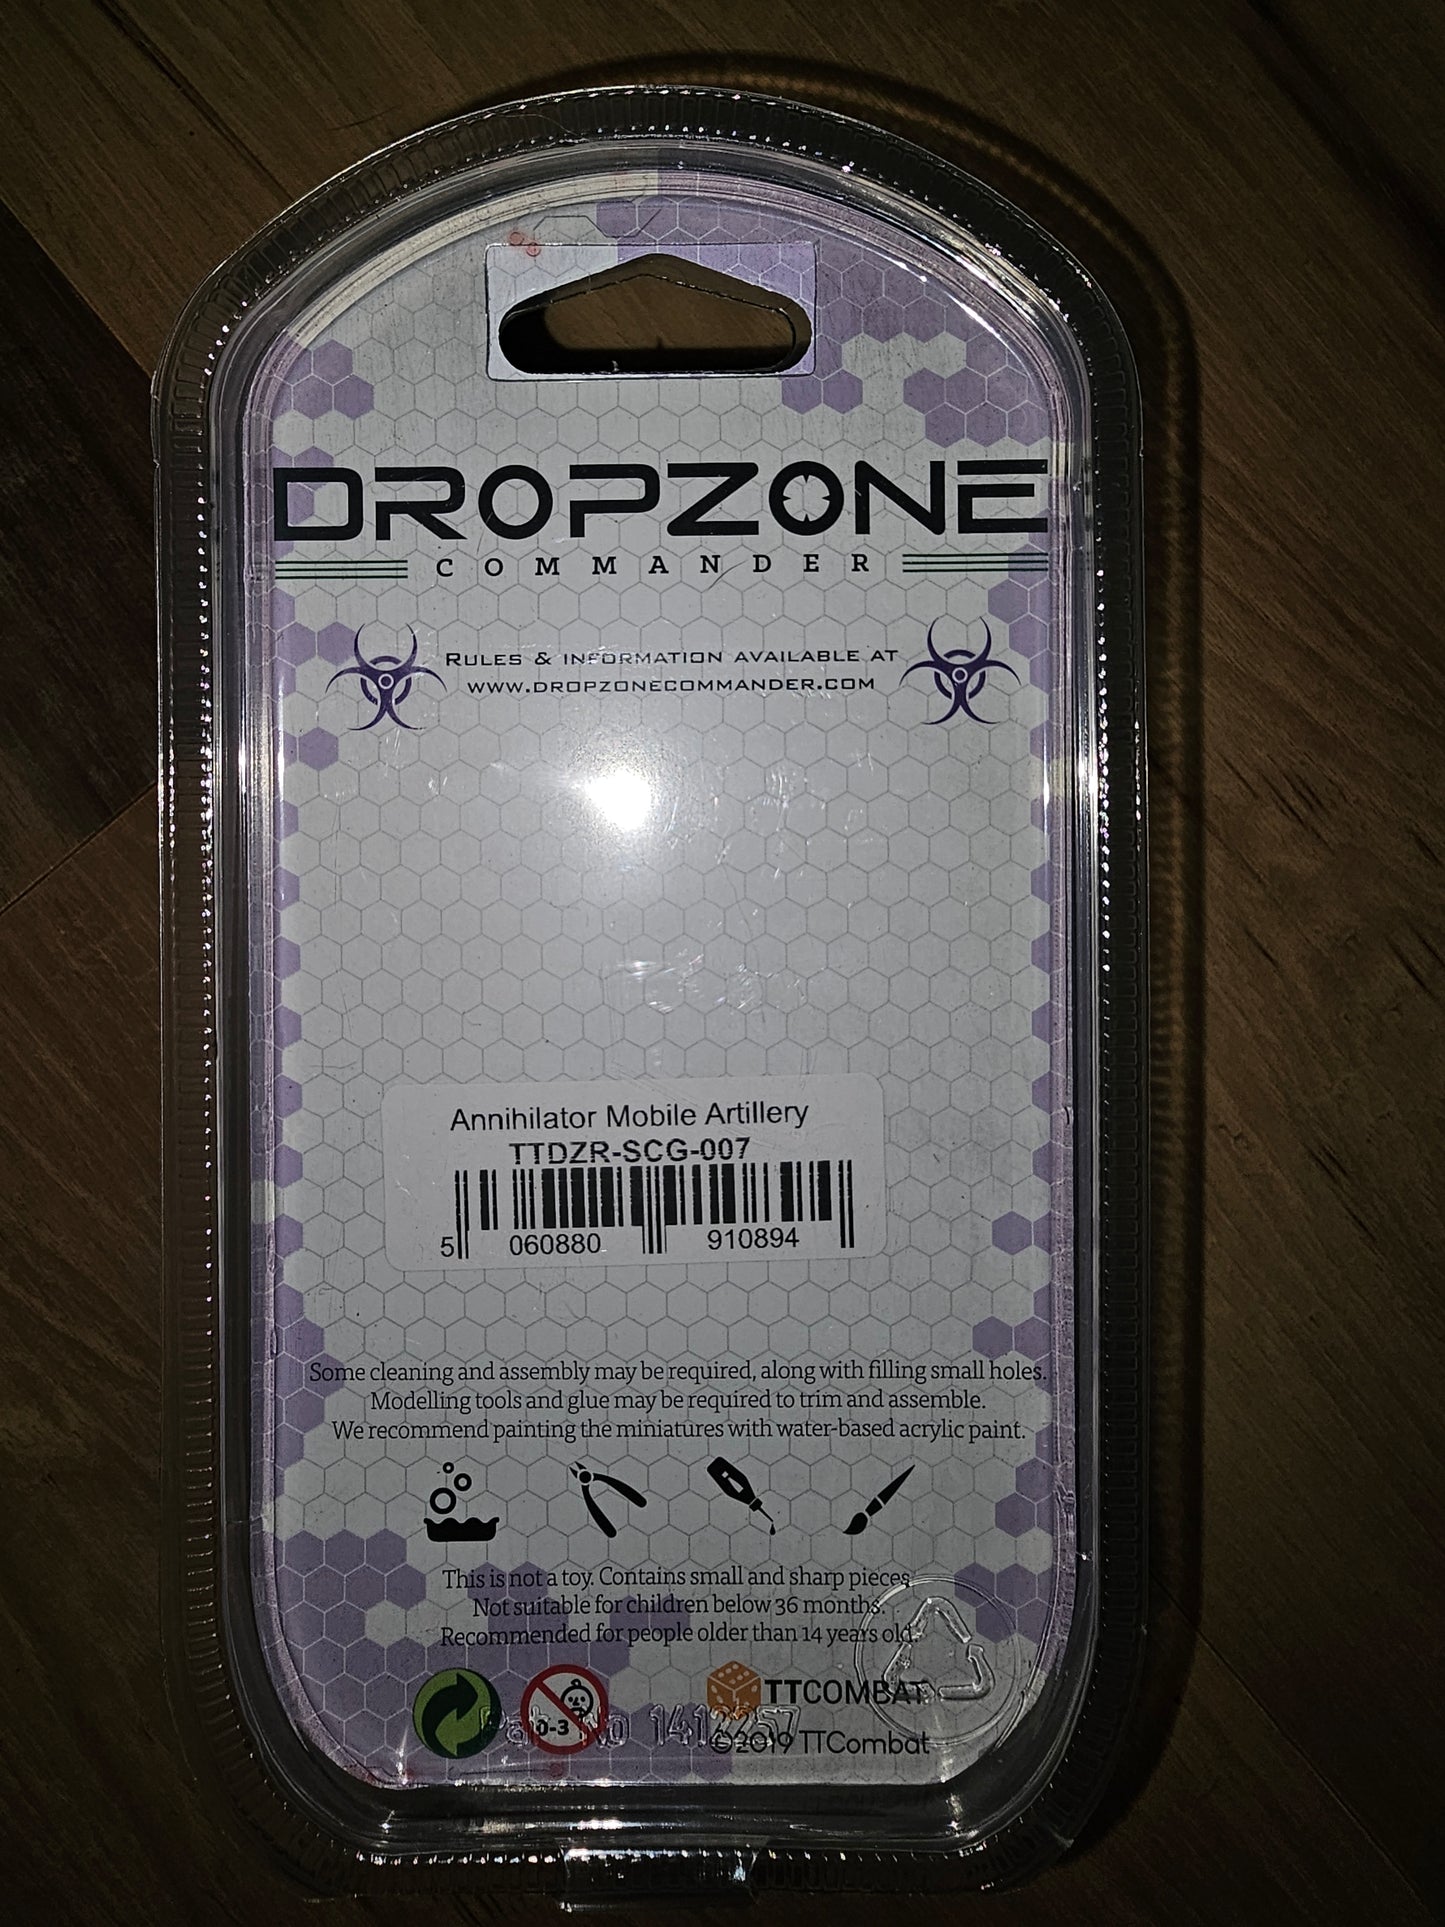 DROPZONE
COMMANDER
RULES & INFORMATION AVAILABLE AT
WWW.DROPZONECOMMANDER.COM
Annihilator Mobile Artillery
TTDZR-SCG-007
5 060880 910894
Some cleaning and assembly may be required, along with filling small holes.
Modelling tools and glue may be required to trim and assemble.
We recommend painting the miniatures with water-based acrylic paint.
This is not a toy. Contains small and sharp pieces.
Not suitable for children below 36 months.
Recommended for people older than 14 years old.
TTCOMBAT
0-3
Pat No
©2019 TTCombat